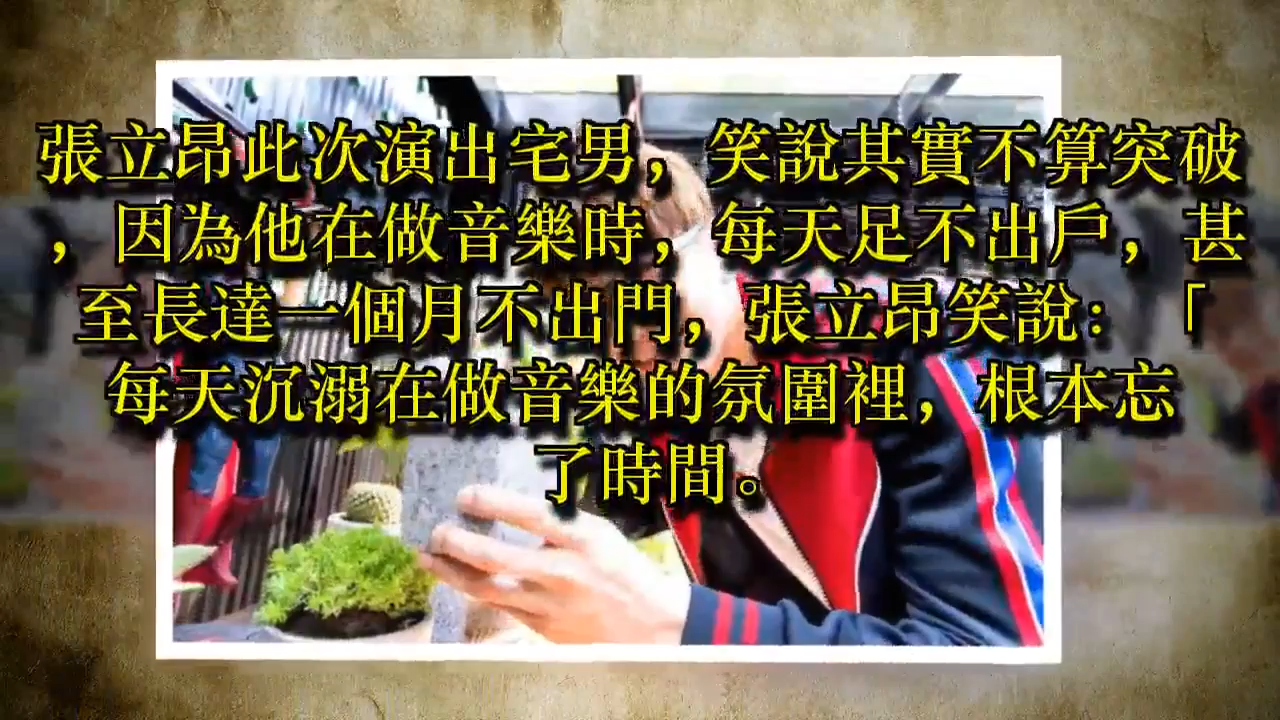 張立昂此次演出宅男，笑說其實不算突破
，因為他在做音樂時，每天足不出戶，甚
至長達一個月不出門，張立昂笑說：「
每天沉溺在做音樂的氛圍裡，根本忘
了時間。